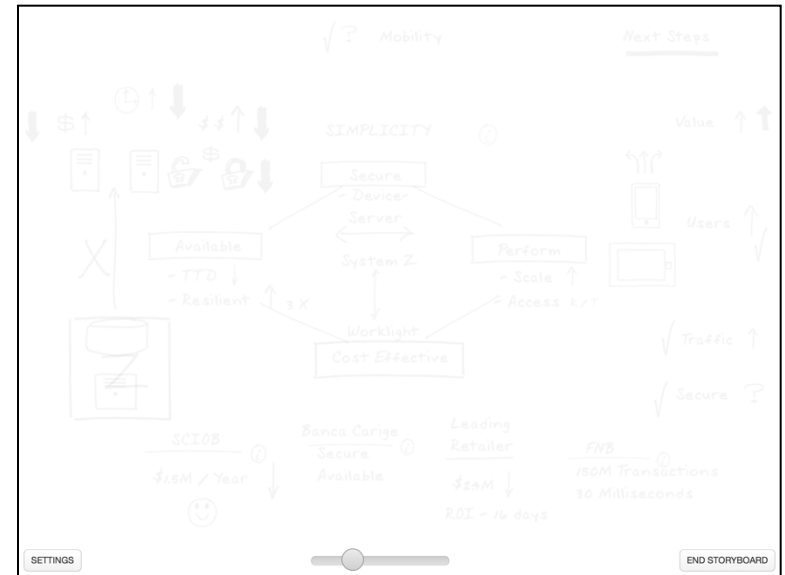 √ ? Mobility
Next Steps
$ ↑
↑
$$ ↑
SIMPLICITY
Value ↑ ↑
$
Secure
- Device-
Server
Users ↑
√
Available
Perform
X
System Z
- TTD ↓
- Scale ↑
- Resilient ↑ 3X
- Access R/T
Worklight
√ Traffic ↑
Cost Effective
Z
√ Secure ?
SCIOB
Banca Carige
Leading
Secure
Retailer
FNB
$1.5M / Year
Available
$24M ↓
150M Transactions
30 Milliseconds
ROI - 16 days
SETTINGS
END STORYBOARD